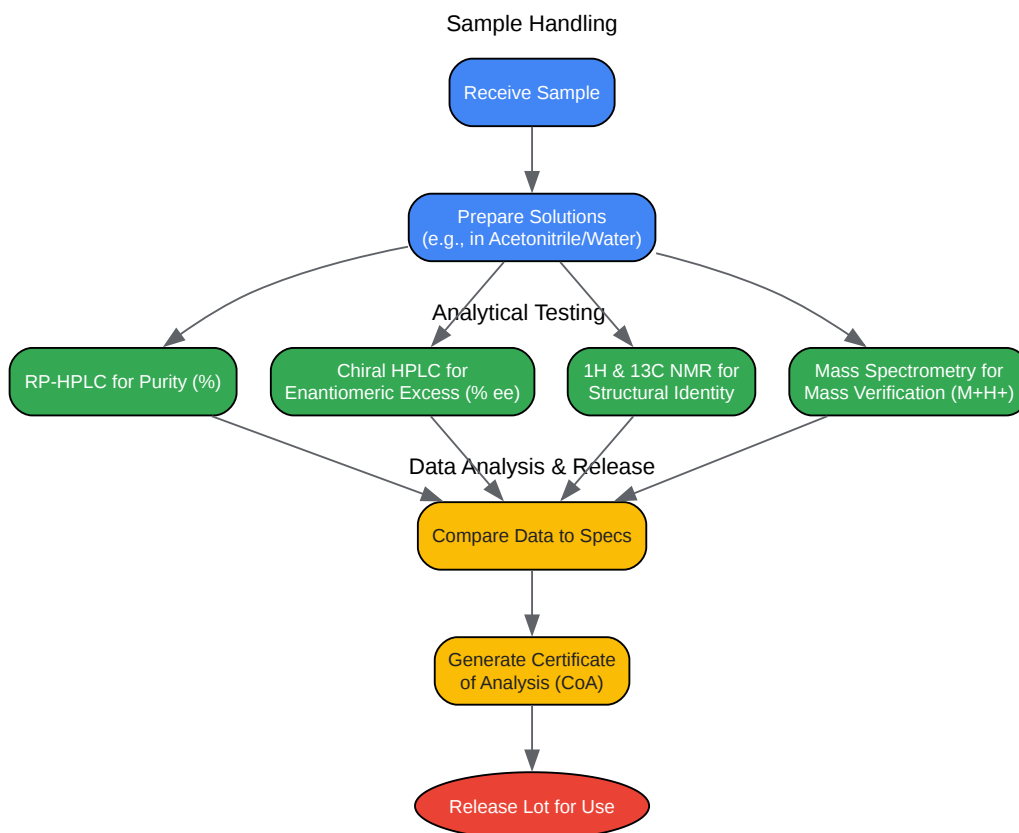 Sample Handling
Receive Sample
Prepare Solutions
(e.g., in Acetonitrile/Water)
Analytical Testing
RP-HPLC for Purity (%)
Chiral HPLC for
Enantiomeric Excess (% ee)
1H & 13C NMR for
Structural Identity
Mass Spectrometry for
Mass Verification (M+H+)
Data Analysis & Release
Compare Data to Specs
Generate Certificate
of Analysis (CoA)
Release Lot for Use